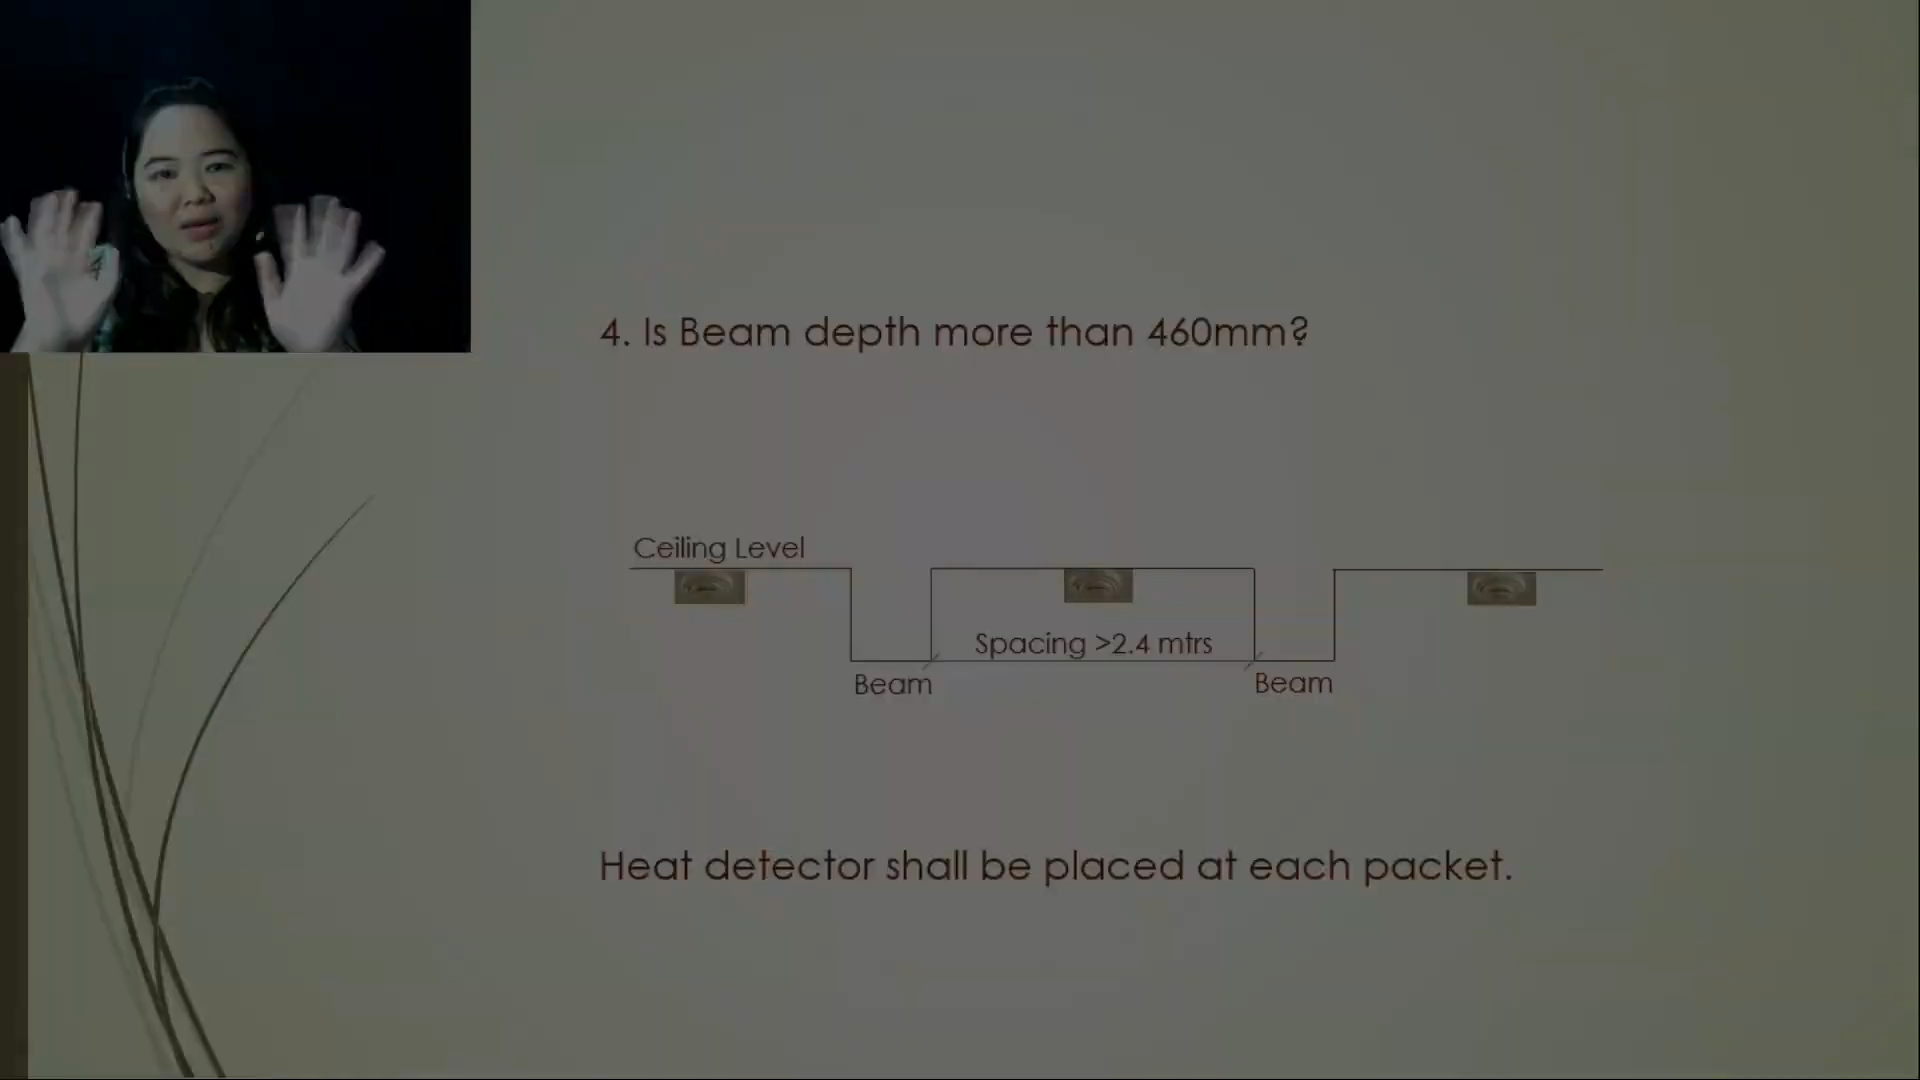 4. Is Beam depth more than 460mm?
Ceiling Level
Spacing >2.4 mtrs
Beam
Beam
Heat detector shall be placed at each packet.